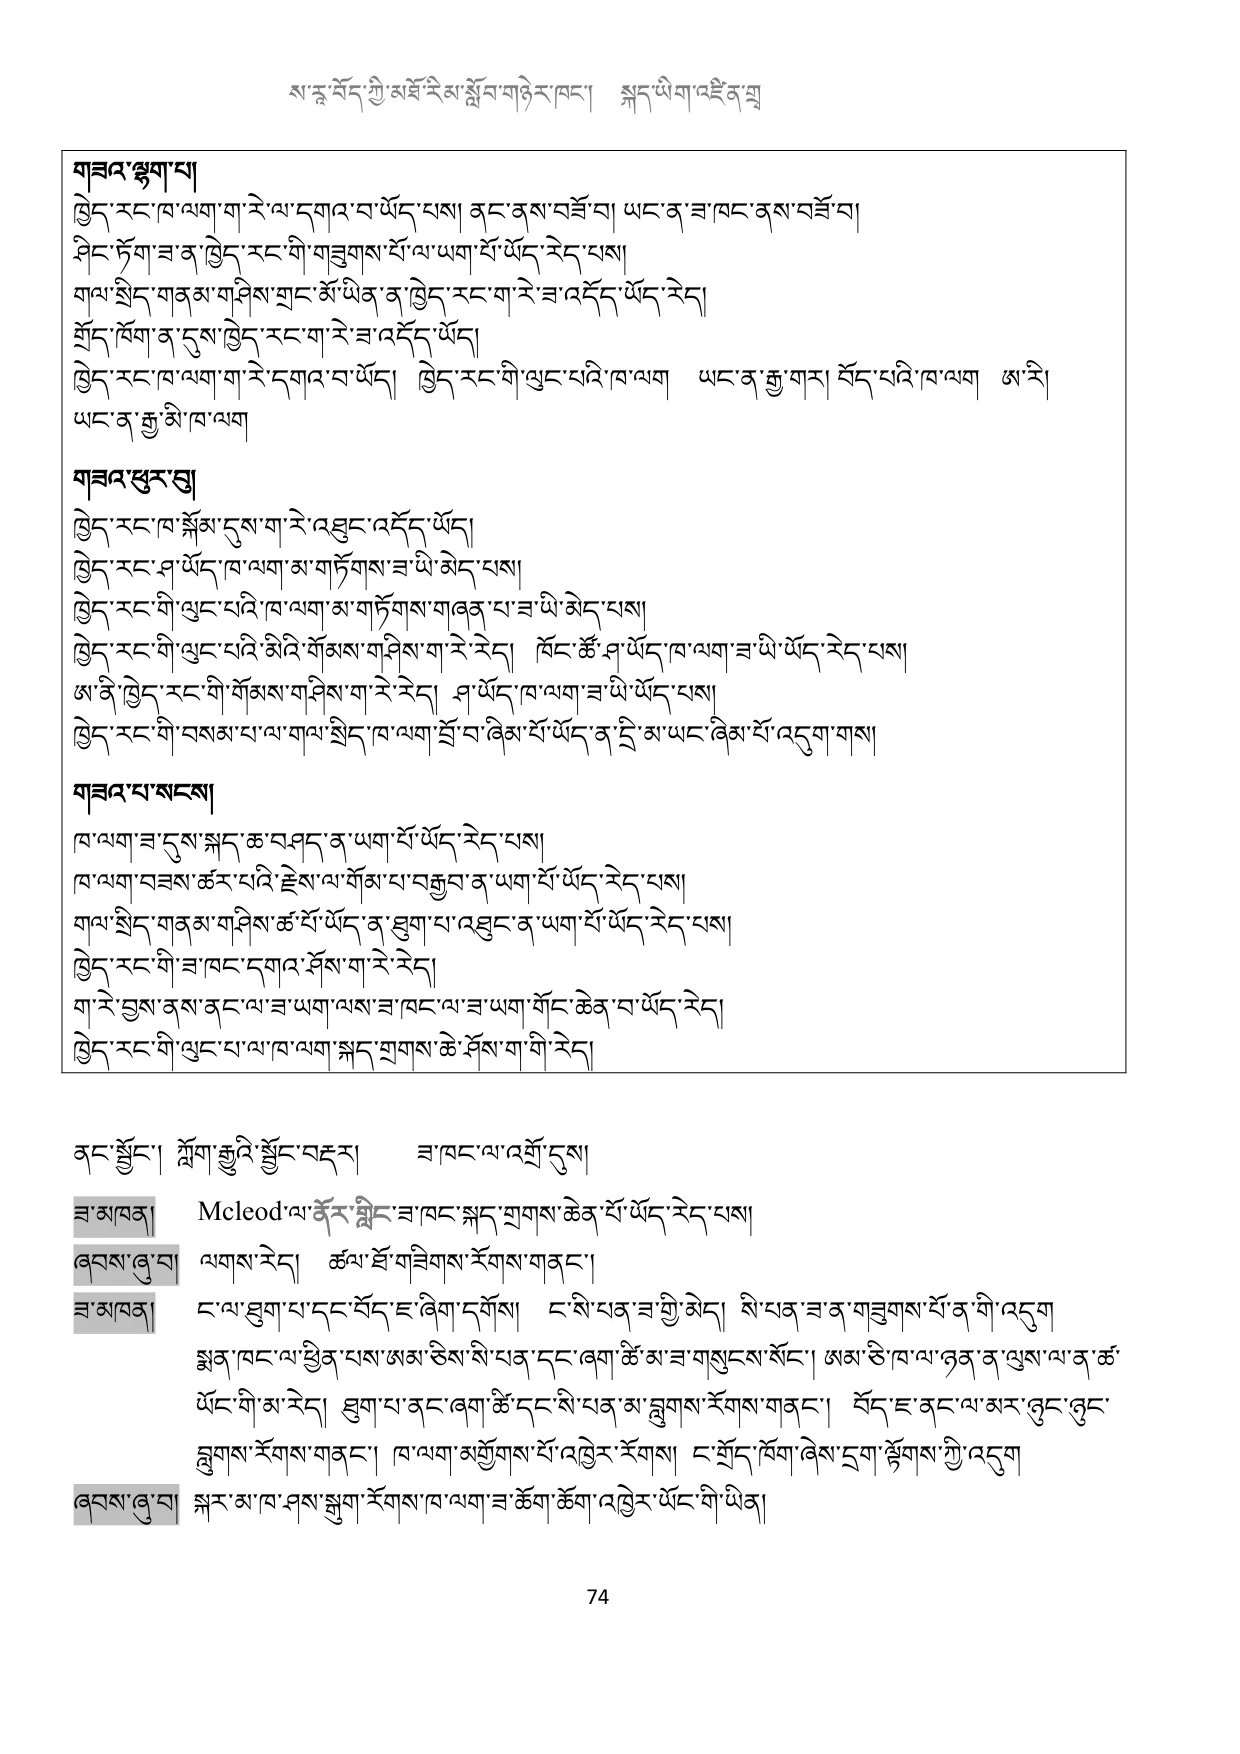 ས་རཱ་བོད་ཀྱི་མཐོ་རིམ་སློབ་གཉེར་ཁང་། སྐད་ཡིག་འཛིན་གྲྭ
གཟའ་ལྷག་པ།
ཁྱེད་རང་ཁ་ལག་ག་རེ་ལ་དགའ་བ་ཡོད་པས། ནང་ནས་བཟོ་བ། ཡང་ན་ཟ་ཁང་ནས་བཟོ་བ།
ཤིང་ཏོག་ཟ་ན་ཁྱེད་རང་གི་གཟུགས་པོ་ལ་ཡག་པོ་ཡོད་རེད་པས།
གལ་སྲིད་གནམ་གཤིས་གྲང་མོ་ཡིན་ན་ཁྱེད་རང་ག་རེ་ཟ་འདོད་ཡོད་རེད།
གྲོད་ཁོག་ན་དུས་ཁྱེད་རང་ག་རེ་ཟ་འདོད་ཡོད།
ཁྱེད་རང་ཁ་ལག་ག་རེ་དགའ་བ་ཡོད། ཁྱེད་རང་གི་ལུང་པའི་ཁ་ལག ཡང་ན་རྒྱ་གར། བོད་པའི་ཁ་ལག ཨ་རི།
ཡང་ན་རྒྱ་མི་ཁ་ལག
གཟའ་ཕུར་བུ།
ཁྱེད་རང་ཁ་སྐོམ་དུས་ག་རེ་འཐུང་འདོད་ཡོད།
ཁྱེད་རང་ཤ་ཡོད་ཁ་ལག་མ་གཏོགས་ཟ་ཡི་མེད་པས།
ཁྱེད་རང་གི་ལུང་པའི་ཁ་ལག་མ་གཏོགས་གཞན་པ་ཟ་ཡི་མེད་པས།
ཁྱེད་རང་གི་ལུང་པའི་མིའི་གོམས་གཤིས་ག་རེ་རེད། ཁོང་ཚོ་ཤ་ཡོད་ཁ་ལག་ཟ་ཡི་ཡོད་རེད་པས།
ཨ་ནི་ཁྱེད་རང་གི་གོམས་གཤིས་ག་རེ་རེད། ཤ་ཡོད་ཁ་ལག་ཟ་ཡི་ཡོད་པས།
ཁྱེད་རང་གི་བསམ་པ་ལ་གལ་སྲིད་ཁ་ལག་བྲོ་བ་ཞིམ་པོ་ཡོད་ན་དྲི་མ་ཡང་ཞིམ་པོ་འདུག་གས།
གཟའ་པ་སངས།
ཁ་ལག་ཟ་དུས་སྐད་ཆ་བཤད་ན་ཡག་པོ་ཡོད་རེད་པས།
ཁ་ལག་བཟས་ཚར་པའི་རྗེས་ལ་གོམ་པ་བརྒྱབ་ན་ཡག་པོ་ཡོད་རེད་པས།
གལ་སྲིད་གནམ་གཤིས་ཚ་པོ་ཡོད་ན་ཐུག་པ་འཐུང་ན་ཡག་པོ་ཡོད་རེད་པས།
ཁྱེད་རང་གི་ཟ་ཁང་དགའ་ཤོས་ག་རེ་རེད།
ག་རེ་བྱས་ནས་ནང་ལ་ཟ་ཡག་ལས་ཟ་ཁང་ལ་ཟ་ཡག་གོང་ཆེན་བ་ཡོད་རེད།
ཁྱེད་རང་གི་ལུང་པ་ལ་ཁ་ལག་སྐད་གྲགས་ཆེ་ཤོས་ག་གི་རེད།
ནང་སྦྱོང་། ཀློག་རྒྱུའི་སྦྱོང་བརྡར། ཟ་ཁང་ལ་འགྲོ་དུས།
ཟ་མཁན། Mcleod་ལ་ནོར་གླིང་ཟ་ཁང་སྐད་གྲགས་ཆེན་པོ་ཡོད་རེད་པས།
ཞབས་ཞུ་བ། ལགས་རེད། ཚལ་ཐོ་གཟིགས་རོགས་གནང་།
ཟ་མཁན། ང་ལ་ཐུག་པ་དང་བོད་ཇ་ཞིག་དགོས། ང་སི་པན་ཟ་གྱི་མེད། སི་པན་ཟ་ན་གཟུགས་པོ་ན་གི་འདུག
སྨན་ཁང་ལ་ཕྱིན་པས་ཨམ་ཅིས་སི་པན་དང་ཞག་ཚི་མ་ཟ་གསུངས་སོང་། ཨམ་ཅི་ཁ་ལ་ཉན་ན་ལུས་ལ་ན་ཚ་
ཡོང་གི་མ་རེད། ཐུག་པ་ནང་ཞག་ཚི་དང་སི་པན་མ་བླུགས་རོགས་གནང་། བོད་ཇ་ནང་ལ་མར་ཉུང་ཉུང་
བླུགས་རོགས་གནང་། ཁ་ལག་མགྱོགས་པོ་འཁྱེར་རོགས། ང་གྲོད་ཁོག་ཞེས་དྲག་ལྟོགས་ཀྱི་འདུག
ཞབས་ཞུ་བ། སྐར་མ་ཁ་ཤས་སྒུག་རོགས་ཁ་ལག་ཟ་ཆོག་ཆོག་འཁྱེར་ཡོང་གི་ཡིན།
74